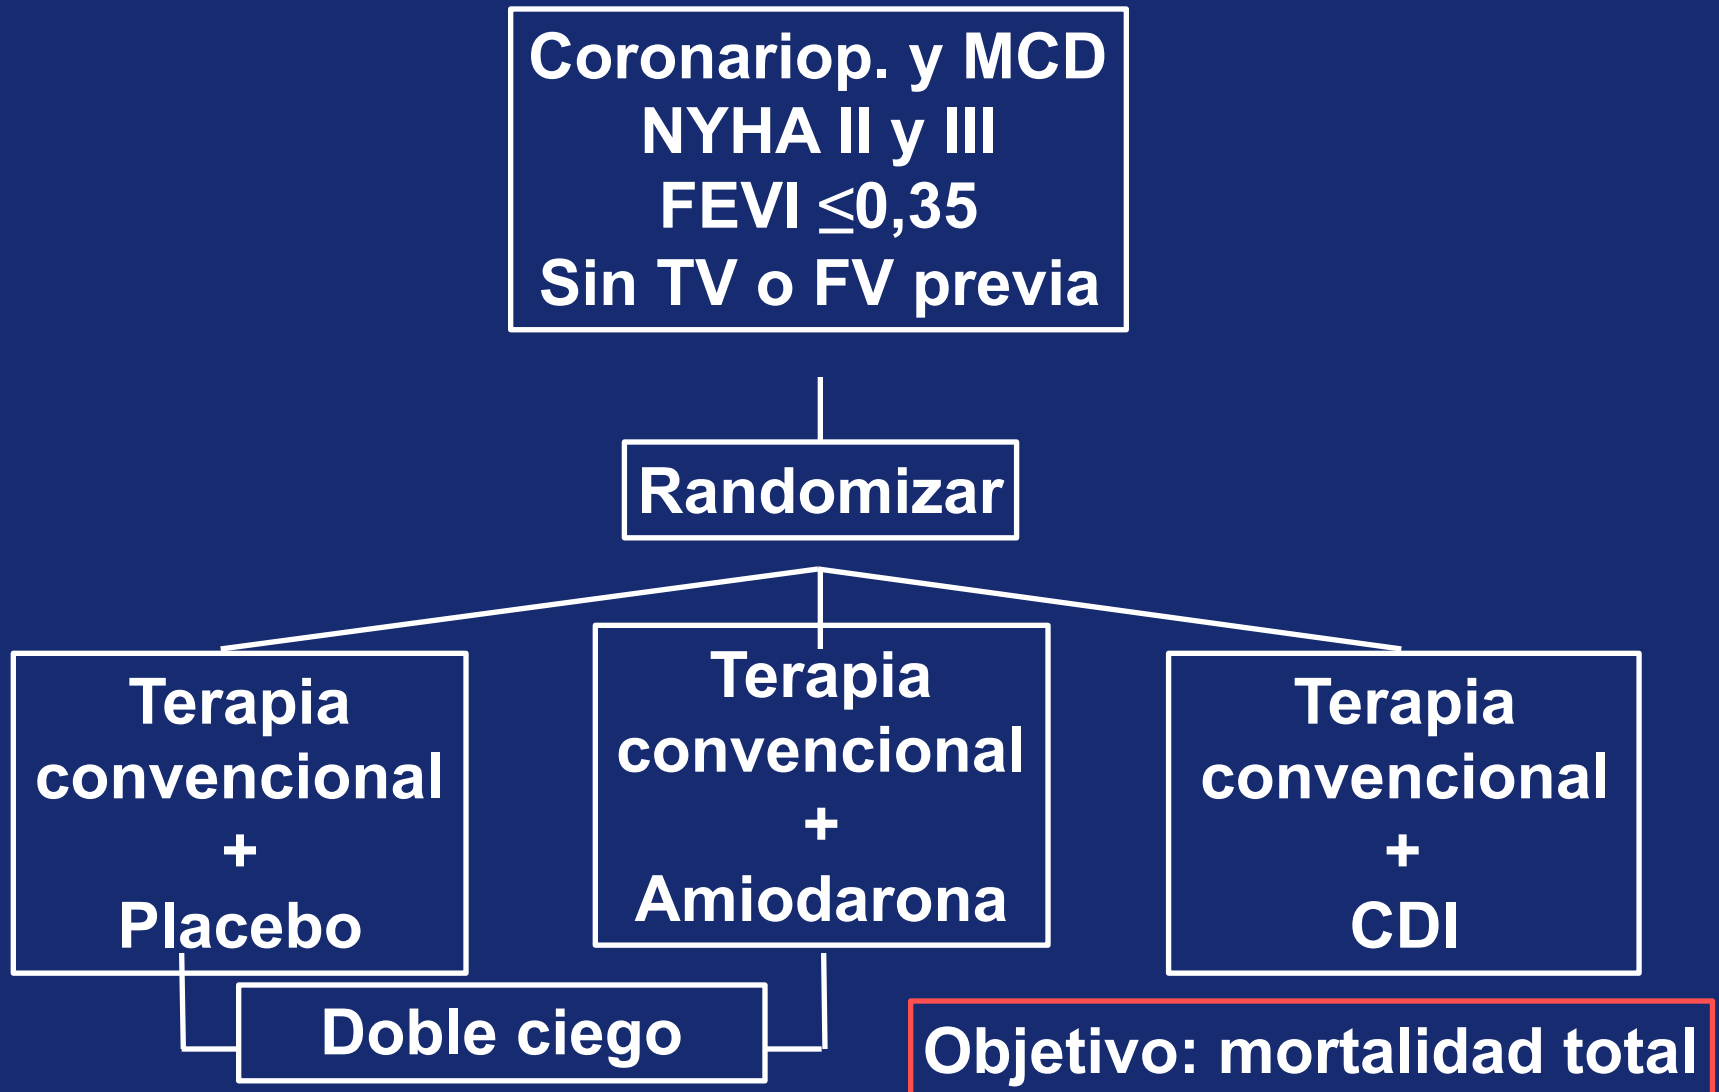 Coronariop. y MCD
NYHA II y III
FEVI ≤0,35
Sin TV o FV previa
Randomizar
Terapia
convencional
+
Placebo
Terapia
convencional
+
Amiodarona
Terapia
convencional
+
CDI
Doble ciego
Objetivo: mortalidad total